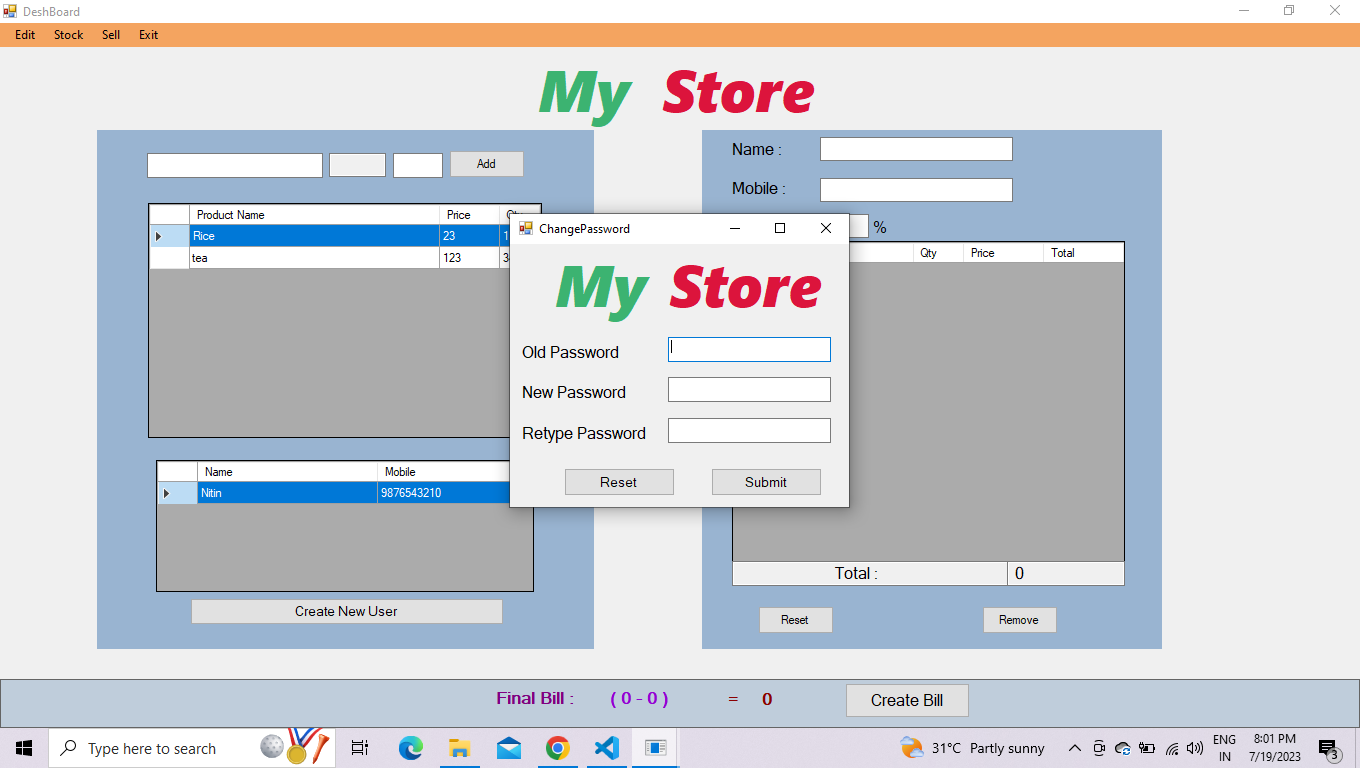 DeshBoard
Edit Stock Sell Exit
My Store
Add
Product Name Price
Rice 23 1
tea 123 3
Name Mobile
Nitin 9876543210
Create New User
Name :
Mobile :
%
Qty Price Total
Total : 0
Reset Remove
ChangePassword
My Store
Old Password
New Password
Retype Password
Reset Submit
Final Bill : ( 0 - 0 ) = 0 Create Bill
Type here to search
31°C Partly sunny
ENG
IN
8:01 PM
7/19/2023
3